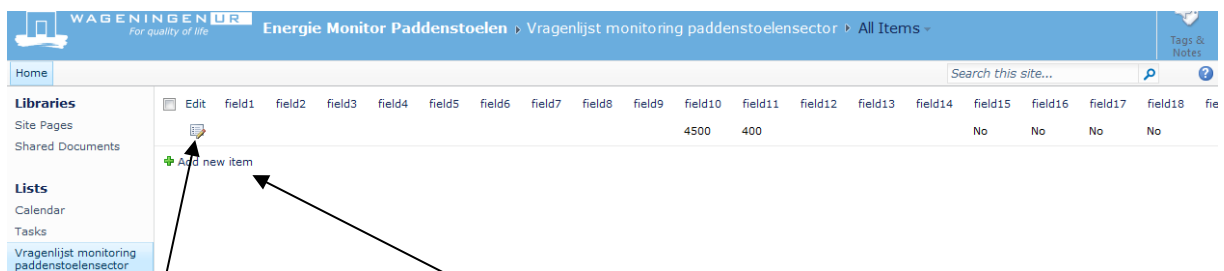 WAGENINGEN UR
For quality of life
Energie Monitor Paddenstoelen ▸ Vragenlijst monitoring paddenstoelensector ▸ All Items
Tags &
Notes
Home
Search this site...
Libraries
Site Pages
Shared Documents
Lists
Calendar
Tasks
Vragenlijst monitoring
paddenstoelensector
Edit field1 field2 field3 field4 field5 field6 field7 field8 field9 field10 field11 field12 field13 field14 field15 field16 field17 field18 fie
4500 400 No No No No
Add new item